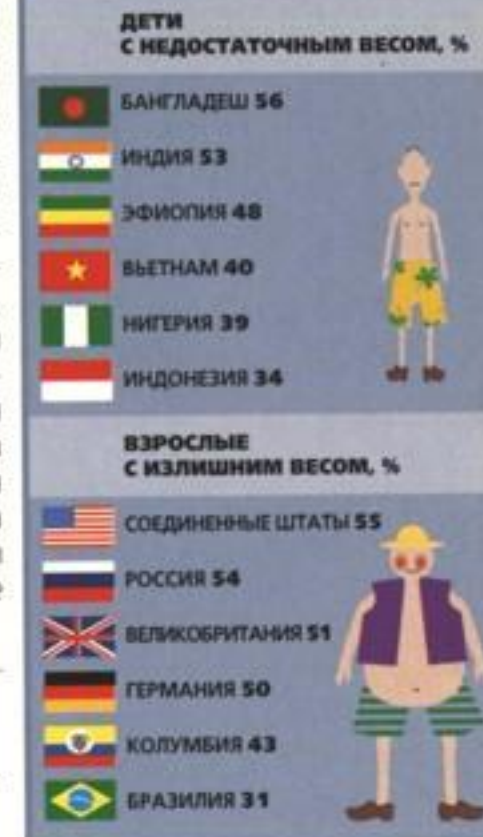 ДЕТИ
С НЕДОСТАТОЧНЫМ ВЕСОМ, %
БАНГЛАДЕШ 56
ИНДИЯ 53
ЭФИОПИЯ 48
ВЬЕТНАМ 40
НИГЕРИЯ 39
ИНДОНЕЗИЯ 34
ВЗРОСЛЫЕ
С ИЗЛИШНИМ ВЕСОМ, %
СОЕДИНЕННЫЕ ШТАТЫ 55
РОССИЯ 54
ВЕЛИКОБРИТАНИЯ 51
ГЕРМАНИЯ 50
КОЛУМБИЯ 43
БРАЗИЛИЯ 31